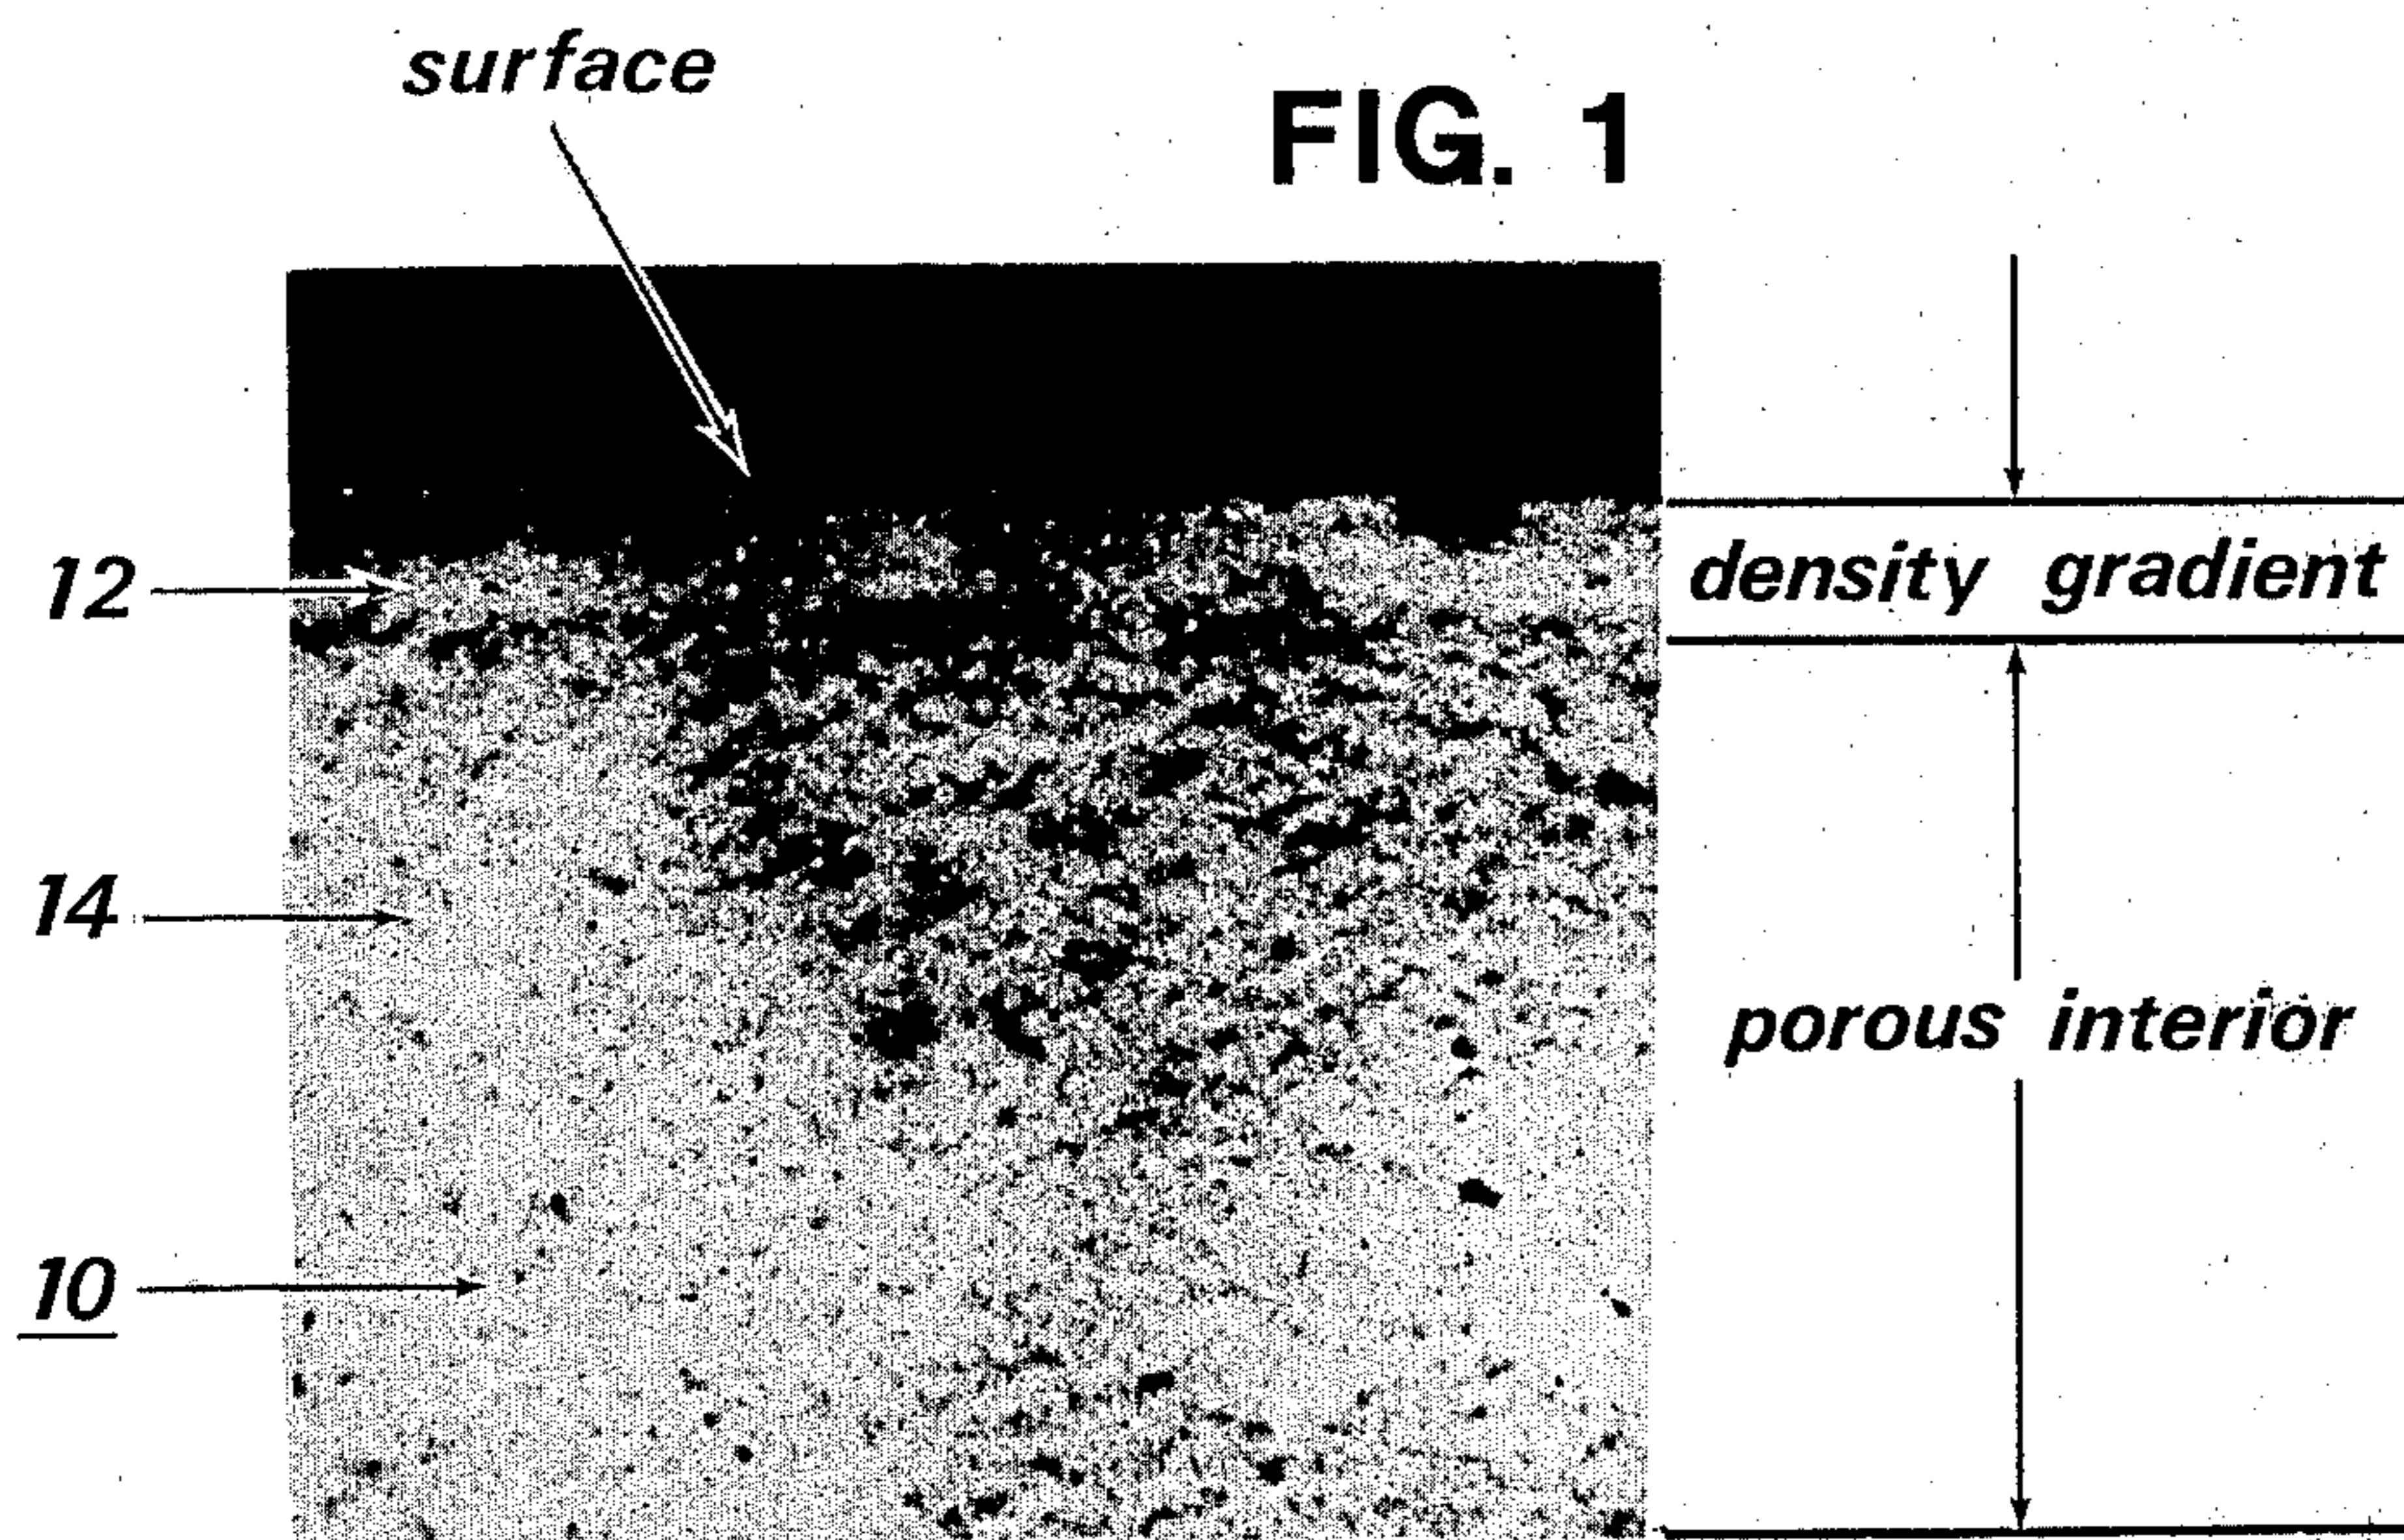 surface
FIG. 1
12
density gradient
14
porous interior
10